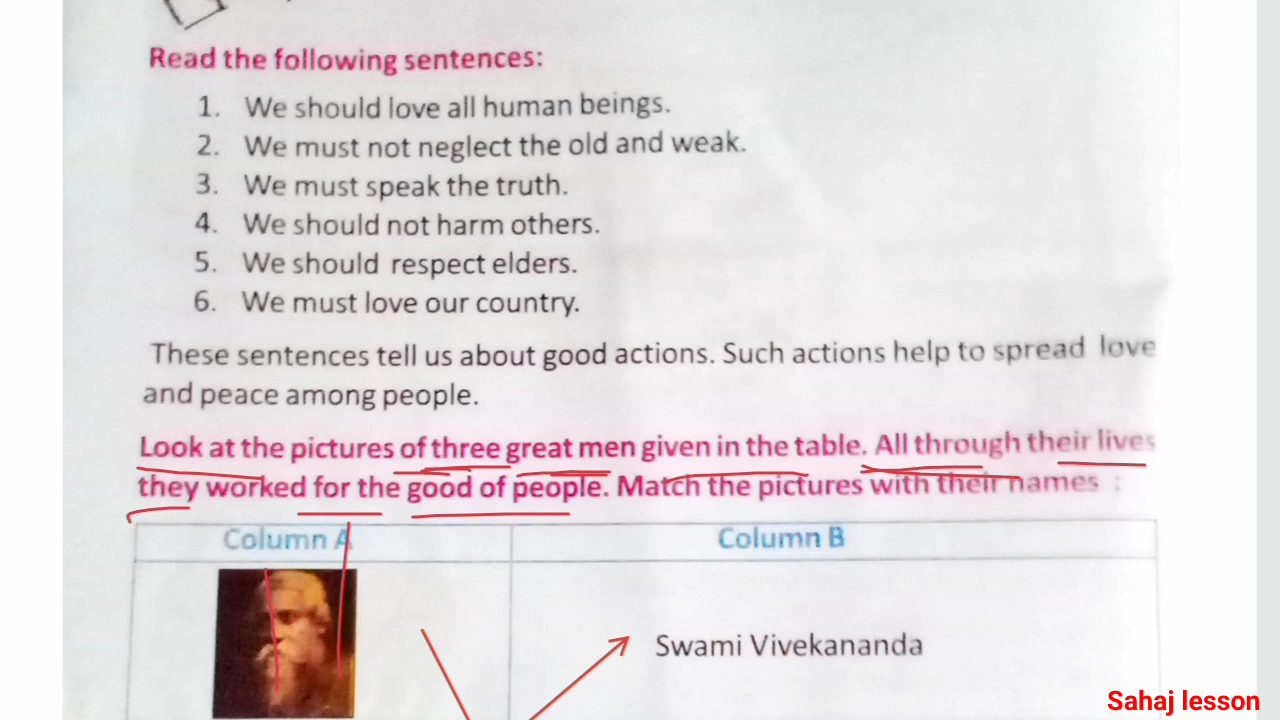 Read the following sentences:
1. We should love all human beings.
2. We must not neglect the old and weak.
3. We must speak the truth.
4. We should not harm others.
5. We should respect elders.
6. We must love our country.
These sentences tell us about good actions. Such actions help to spread love
and peace among people.
Look at the pictures of three great men given in the table. All through their lives
they worked for the good of people. Match the pictures with their names :
Column A Column B
Swami Vivekananda
Sahaj lesson